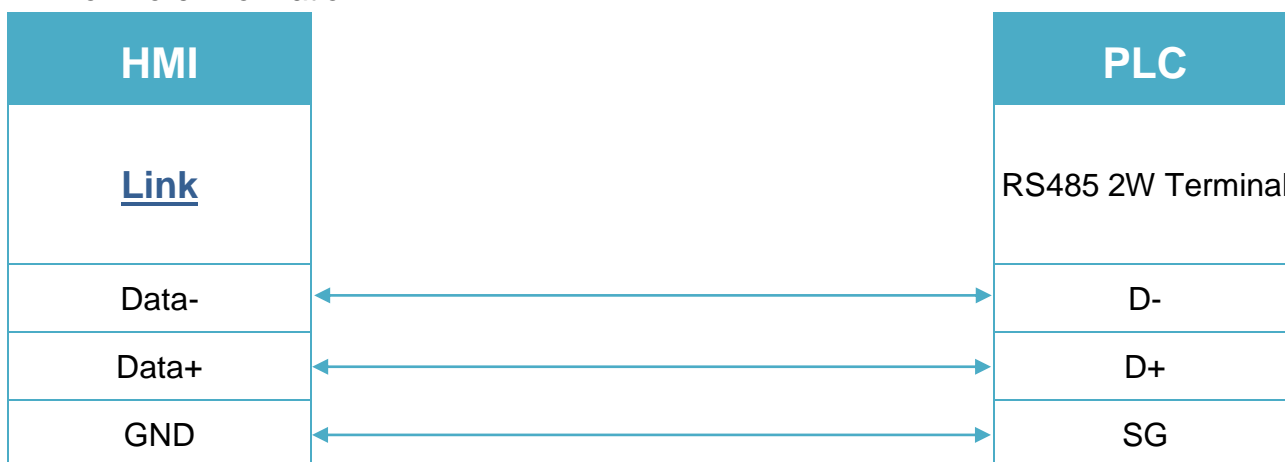 HMI PLC
Link RS485 2W Terminal
Data- D-
Data+ D+
GND SG